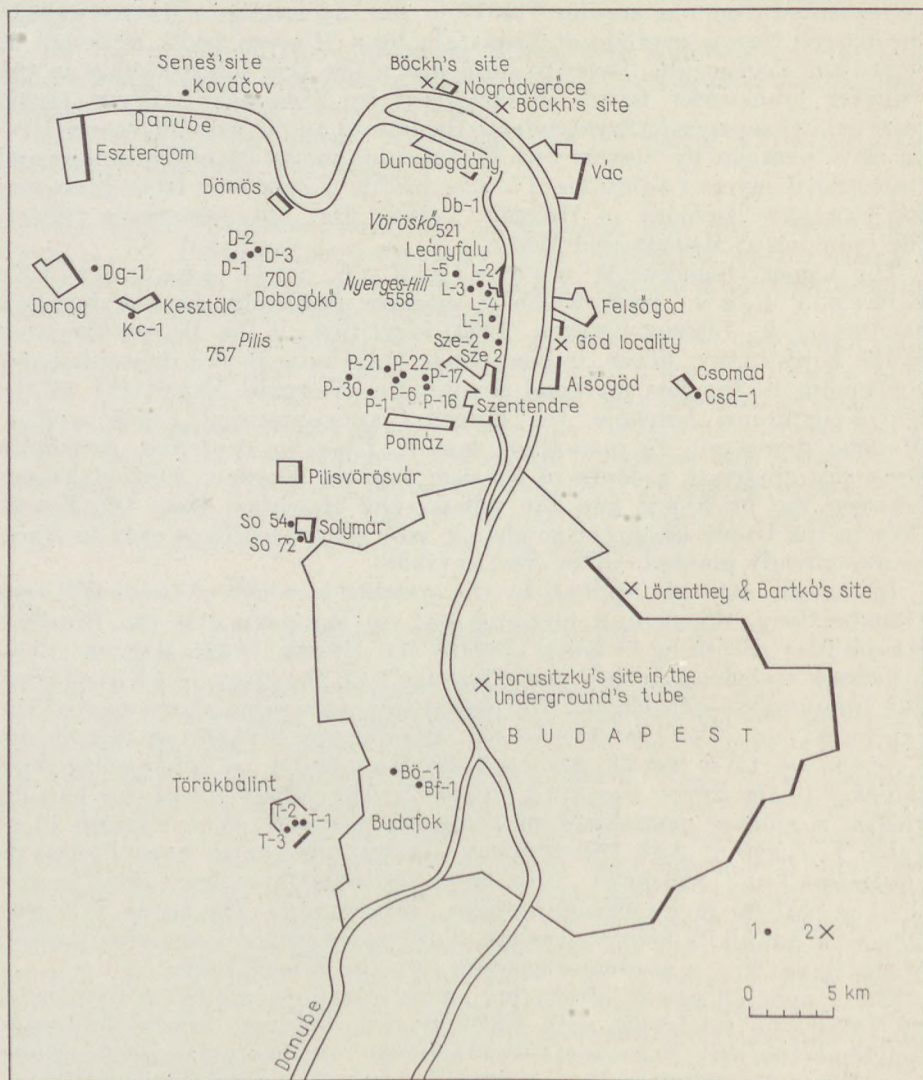 Seneš' site
Kováčov
Böckh's site
Nógrádverőce
Böckh's site
Danube
Esztergom
Dunabogdány
Vác
Dömös
Db-1
Vöröskő
521
D-2
D-3
D-1
Leányfalu
L-5
L-2
L-3
L-4
L-1
Dg-1
700
Dobogókő
Nyerges-Hill
558
Dorog
Kesztölc
Kc-1
Felsőgöd
Sze-2
Sze 2
Göd locality
Pilis
757
P-21
P-22
P-17
P-30
P-6
P-1
P-16
Alsőgöd
Csomád
Csd-1
Szentendre
Pomáz
Pilisvörösvár
So 54
Solymár
So 72
Lörenthey & Bartkó's site
Horusitzky's site in the
Underground's tube
BUDAPEST
Bö-1
Bf-1
Törökbálint
T-2
T-1
T-3
Budafok
1
2
0 5 km
Danube